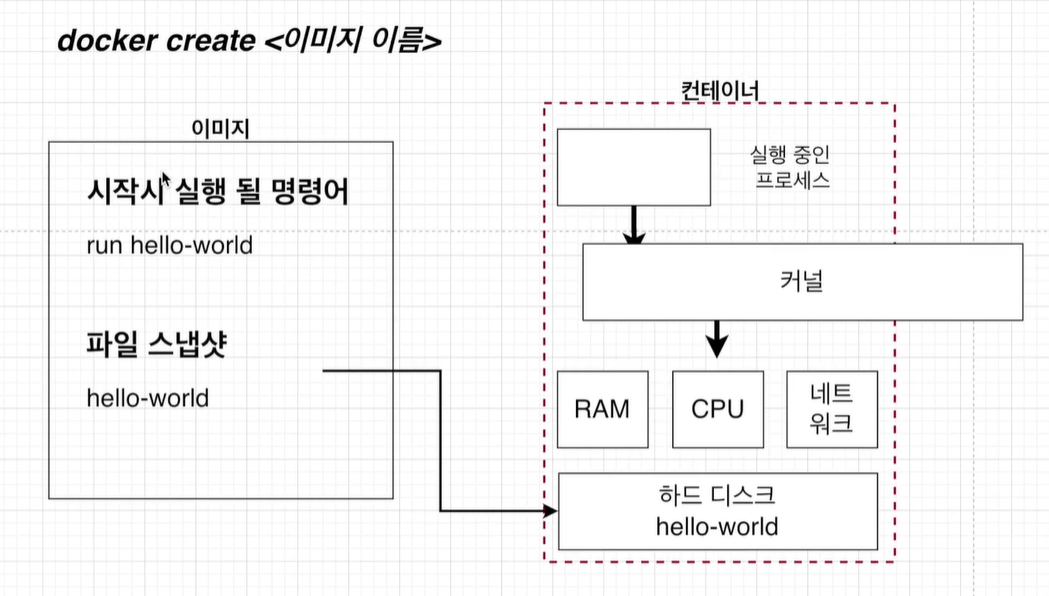 docker create <이미지 이름>
이미지
시작시 실행 될 명령어
run hello-world
파일 스냅샷
hello-world
컨테이너
실행 중인
프로세스
커널
RAM
CPU
네트
워크
하드 디스크
hello-world